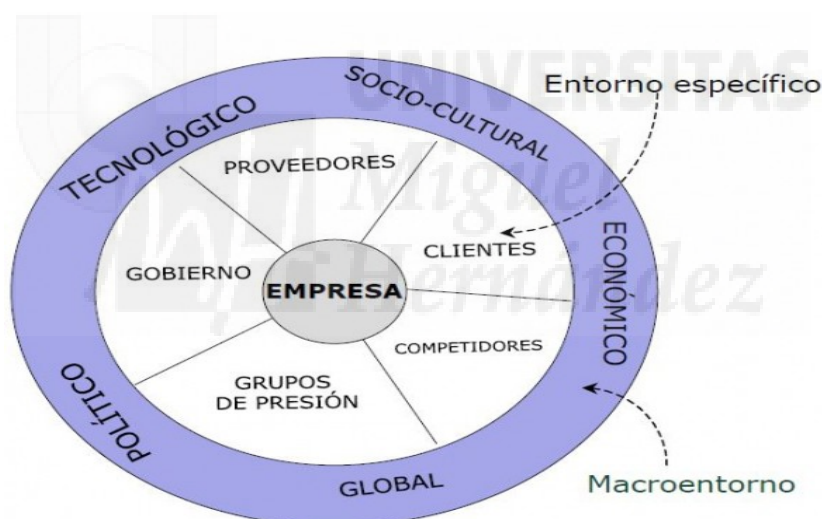 UNIVERSITAS
Miguel
Hernández
SOCIO-CULTURAL
Entorno específico
TECNOLÓGICO
PROVEEDORES
CLIENTES
ECONÓMICO
GOBIERNO
EMPRESA
COMPETIDORES
GRUPOS
DE PRESIÓN
POLÍTICO
GLOBAL
Macroentorno